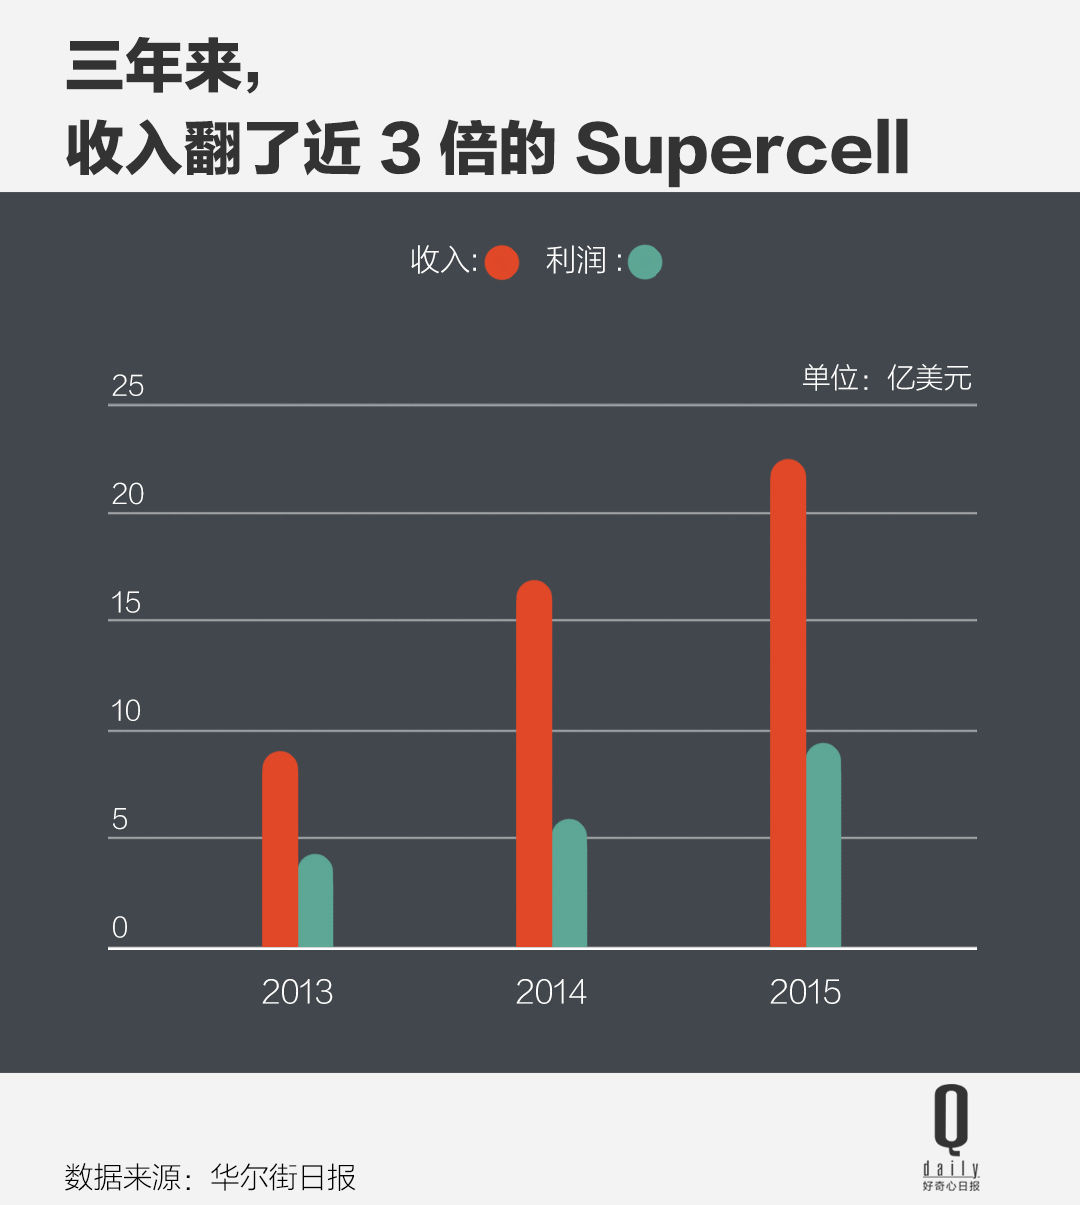 三年来,
收入翻了近 3 倍的 Supercell
收入: 利润 :
单位：亿美元
25
20
15
10
5
0
2013 2014 2015
数据来源：华尔街日报
Q
daily
好奇心日报